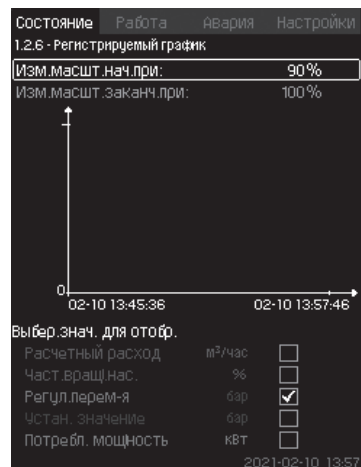 Состояние Работа Авария Настройки
1.2.6 - Регистрируемый график
Изм.масшт.нач.при: 90%
Изм.масшт.заканч.при: 100%
0
02-10 13:45:36 02-10 13:57:46
Выбер.знач. для отобр.
Расчетный расход м³/час
Част.вращ.нас. %
Регул.перем-я бар
Устан. значение бар
Потребл. мощность кВт
2021-02-10 13:57